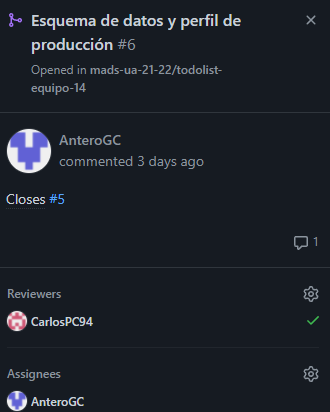 Esquema de datos y perfil de
producción #6
Opened in mads-ua-21-22/todolist-
equipo-14
AnteroGC
commented 3 days ago
Closes #5
1
Reviewers
CarlosPC94
Assignees
AnteroGC